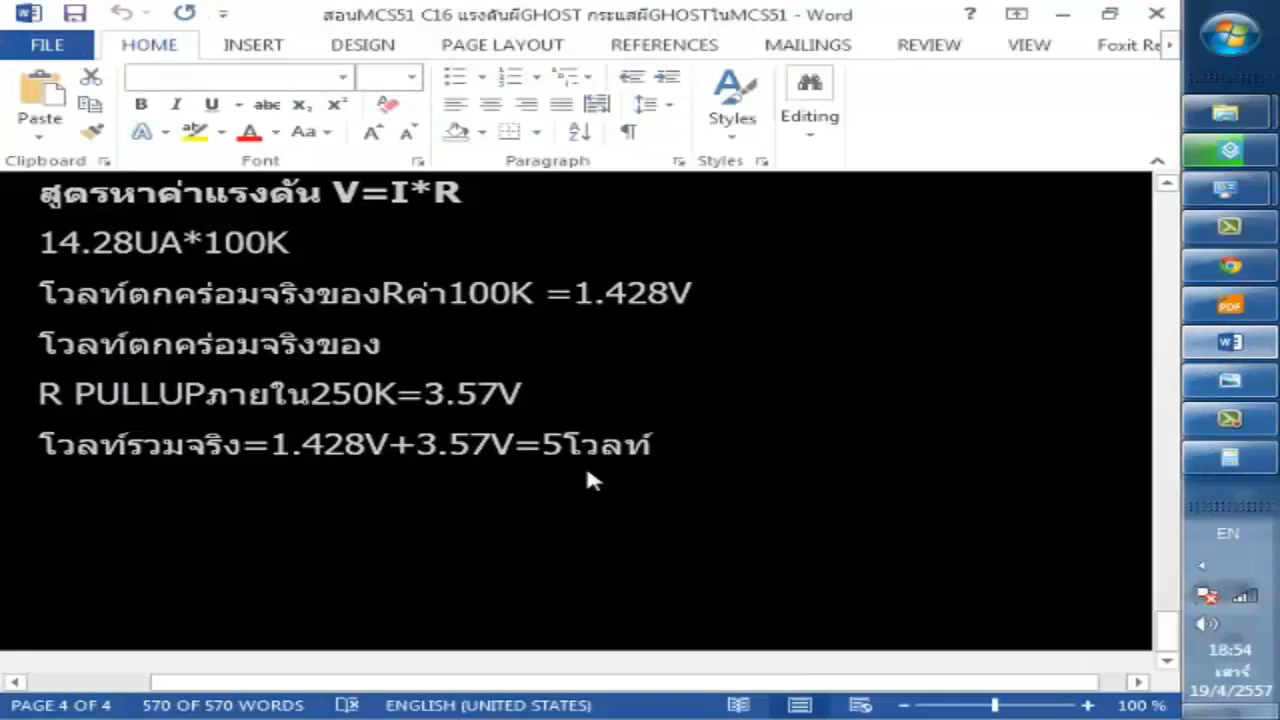 สอนMCS51 C16 แรงดันผีGHOST กระแสผีGHOSTในMCS51 - Word
FILE HOME INSERT DESIGN PAGE LAYOUT REFERENCES MAILINGS REVIEW VIEW Foxit Re
Paste
Styles
Editing
Clipboard Font Paragraph Styles
สูตรหาค่าแรงดัน V=I*R
14.28UA*100K
โวลท์ตกคร่อมจริงของRค่า100K =1.428V
โวลท์ตกคร่อมจริงของ
R PULLUPภายใน250K=3.57V
โวลท์รวมจริง=1.428V+3.57V=5โวลท์
PAGE 4 OF 4 570 OF 570 WORDS ENGLISH (UNITED STATES) 100 %
PDF
EN
18:54
เสาร์
19/4/2557